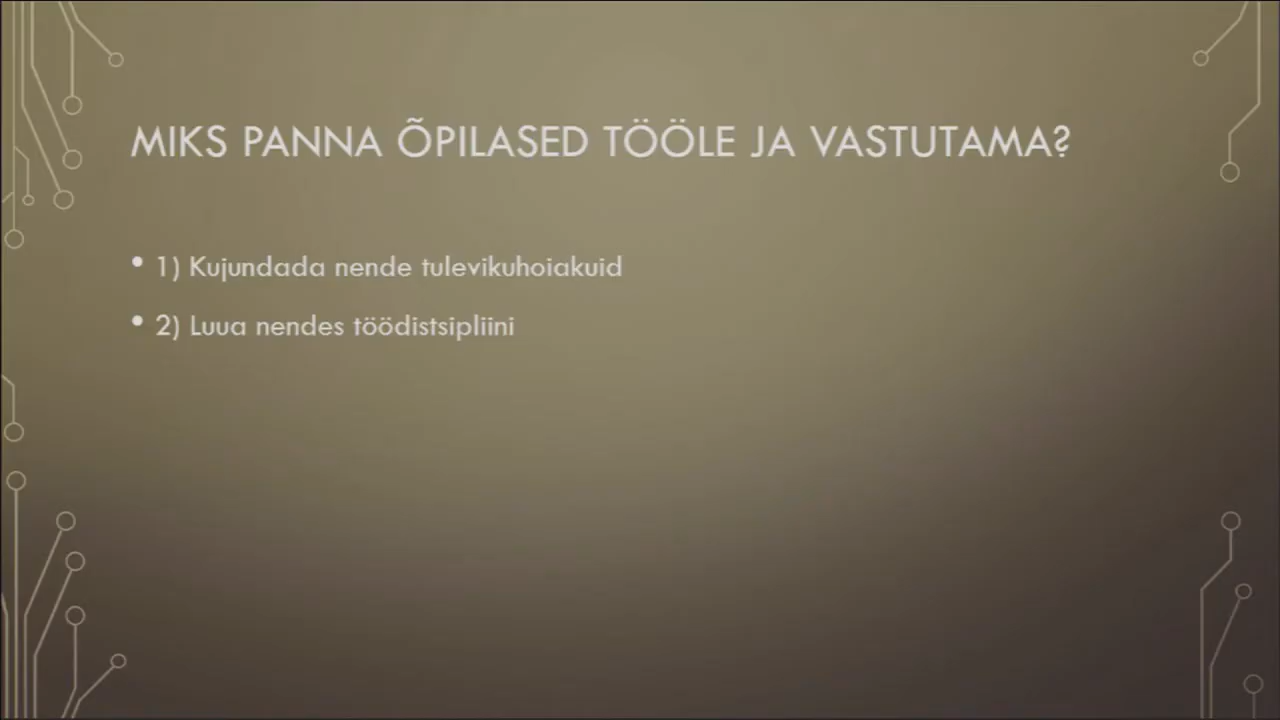 MIKS PANNA ÕPILASED TÖÖLE JA VASTUTAMA?
• 1) Kujundada nende tulevikuhoiakuid
• 2) Luua nendes töödistsipliini